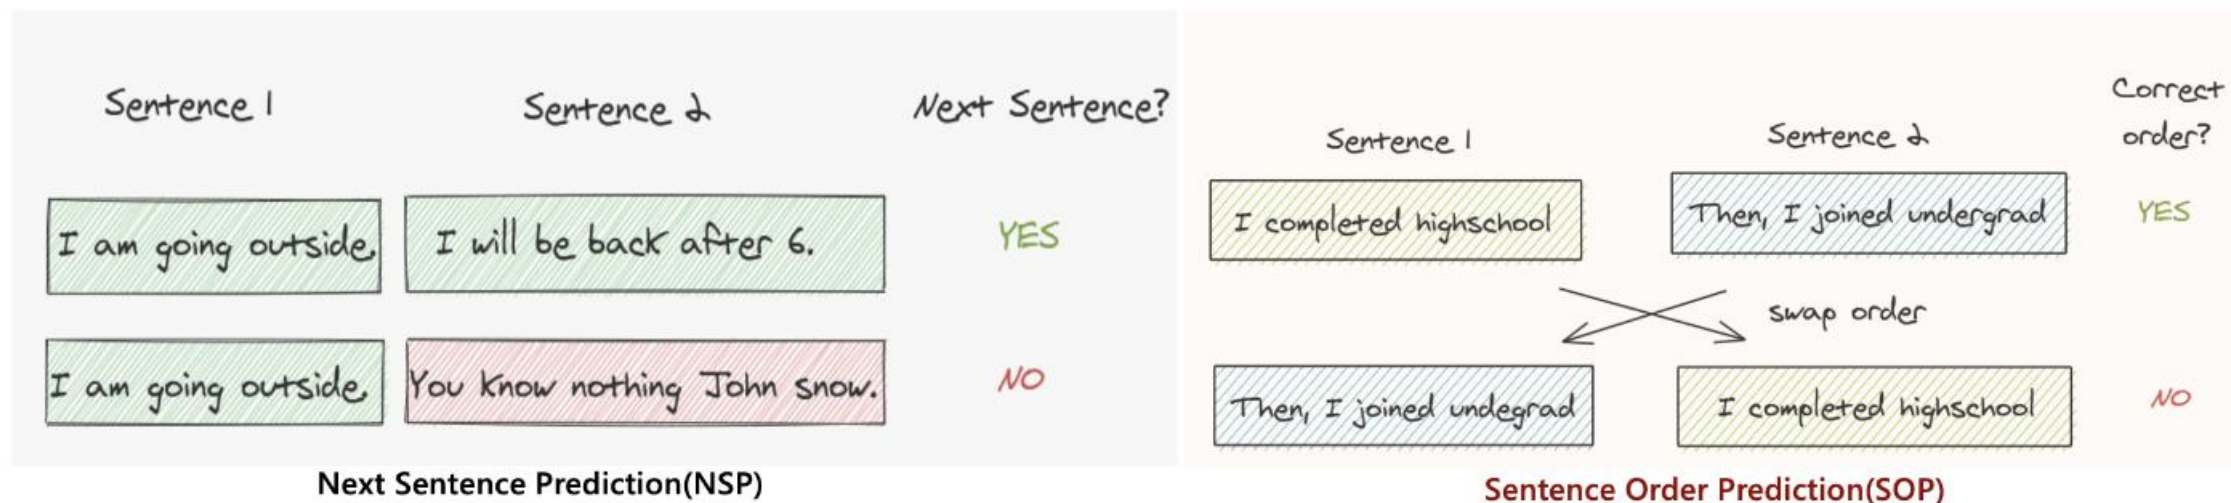 Sentence 1 Sentence 2 Next Sentence?
I am going outside. I will be back after 6. YES
I am going outside. You know nothing John snow. NO
Next Sentence Prediction(NSP)
Correct
order?
Sentence 1 Sentence 2
I completed highschool Then, I joined undergrad YES
swap order
Then, I joined undegrad I completed highschool NO
Sentence Order Prediction(SOP)